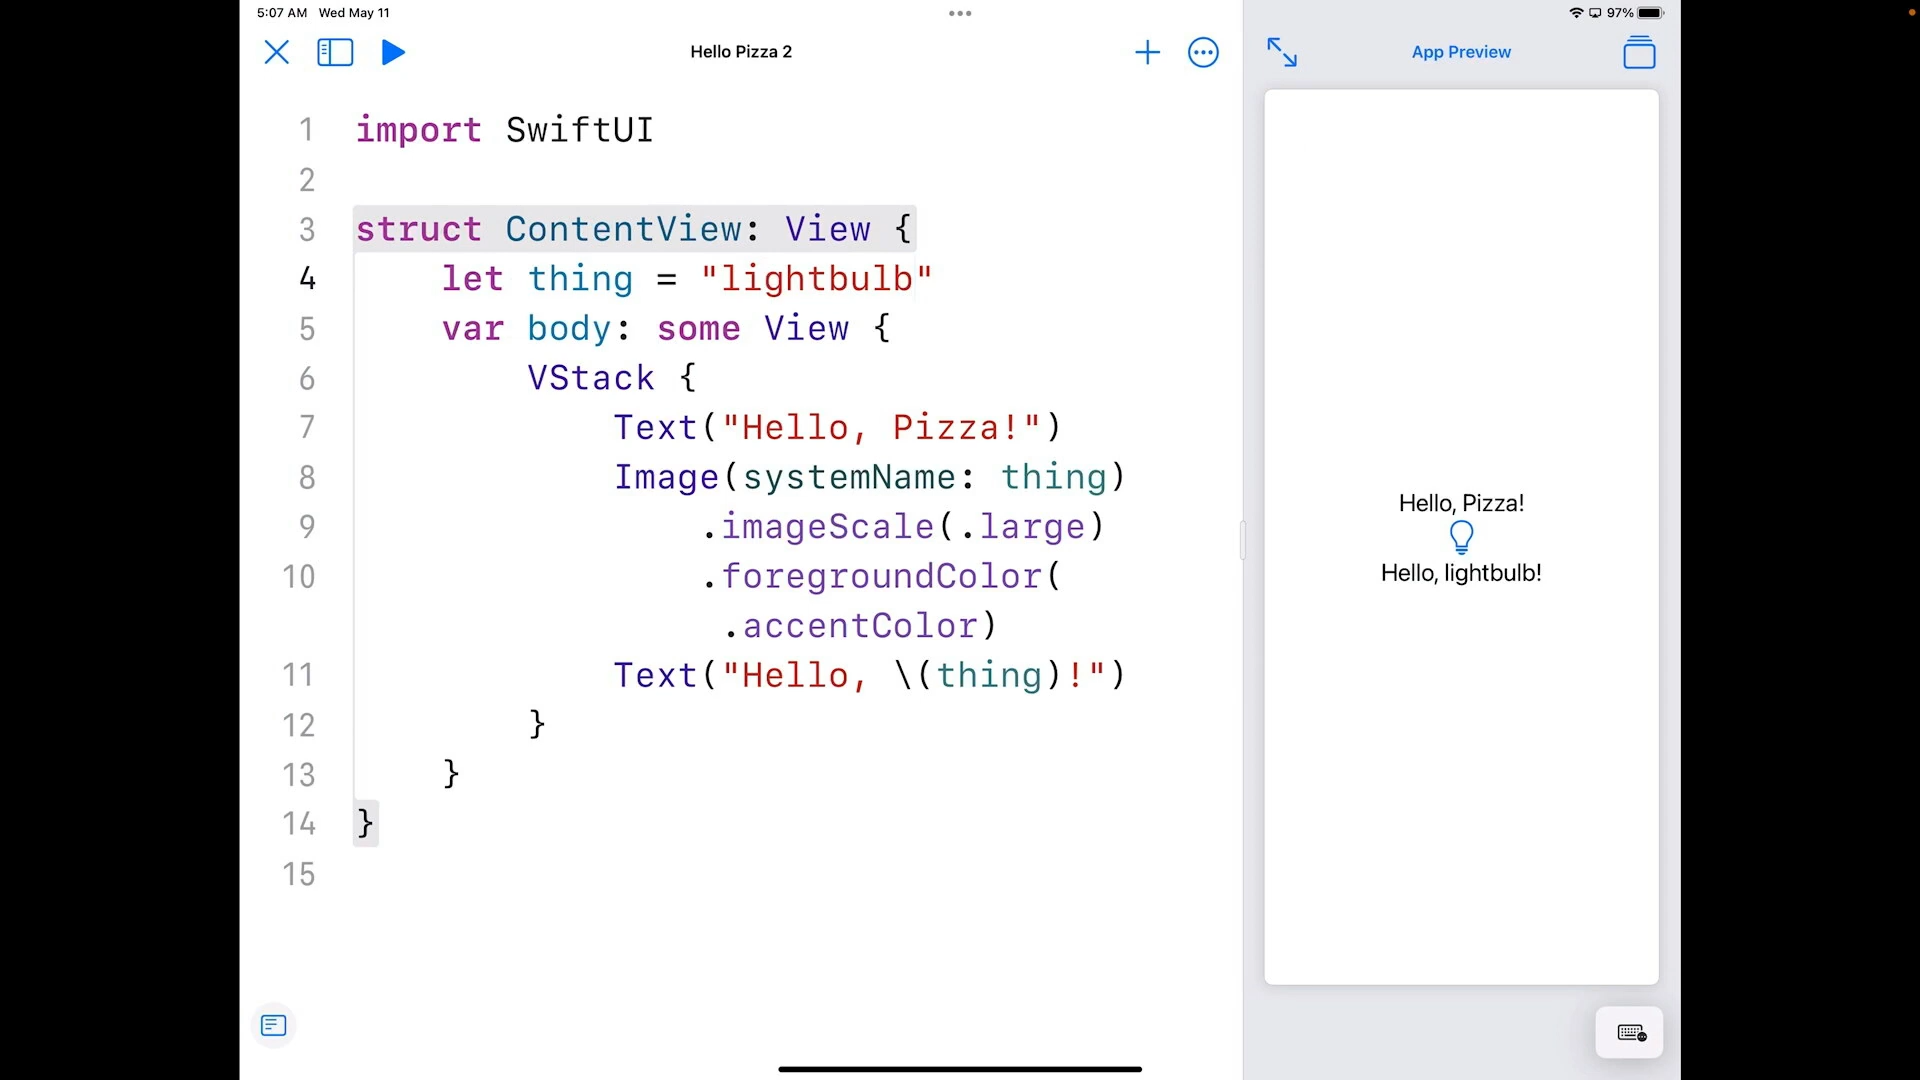 5:07 AM Wed May 11
97%
Hello Pizza 2
App Preview
1 import SwiftUI
2
3 struct ContentView: View {
4 let thing = "lightbulb"
5 var body: some View {
6 VStack {
7 Text("Hello, Pizza!")
8 Image(systemName: thing)
9 .imageScale(.large)
10 .foregroundColor(
.accentColor)
11 Text("Hello, \(thing)!")
12 }
13 }
14 }
15
Hello, Pizza!
Hello, lightbulb!